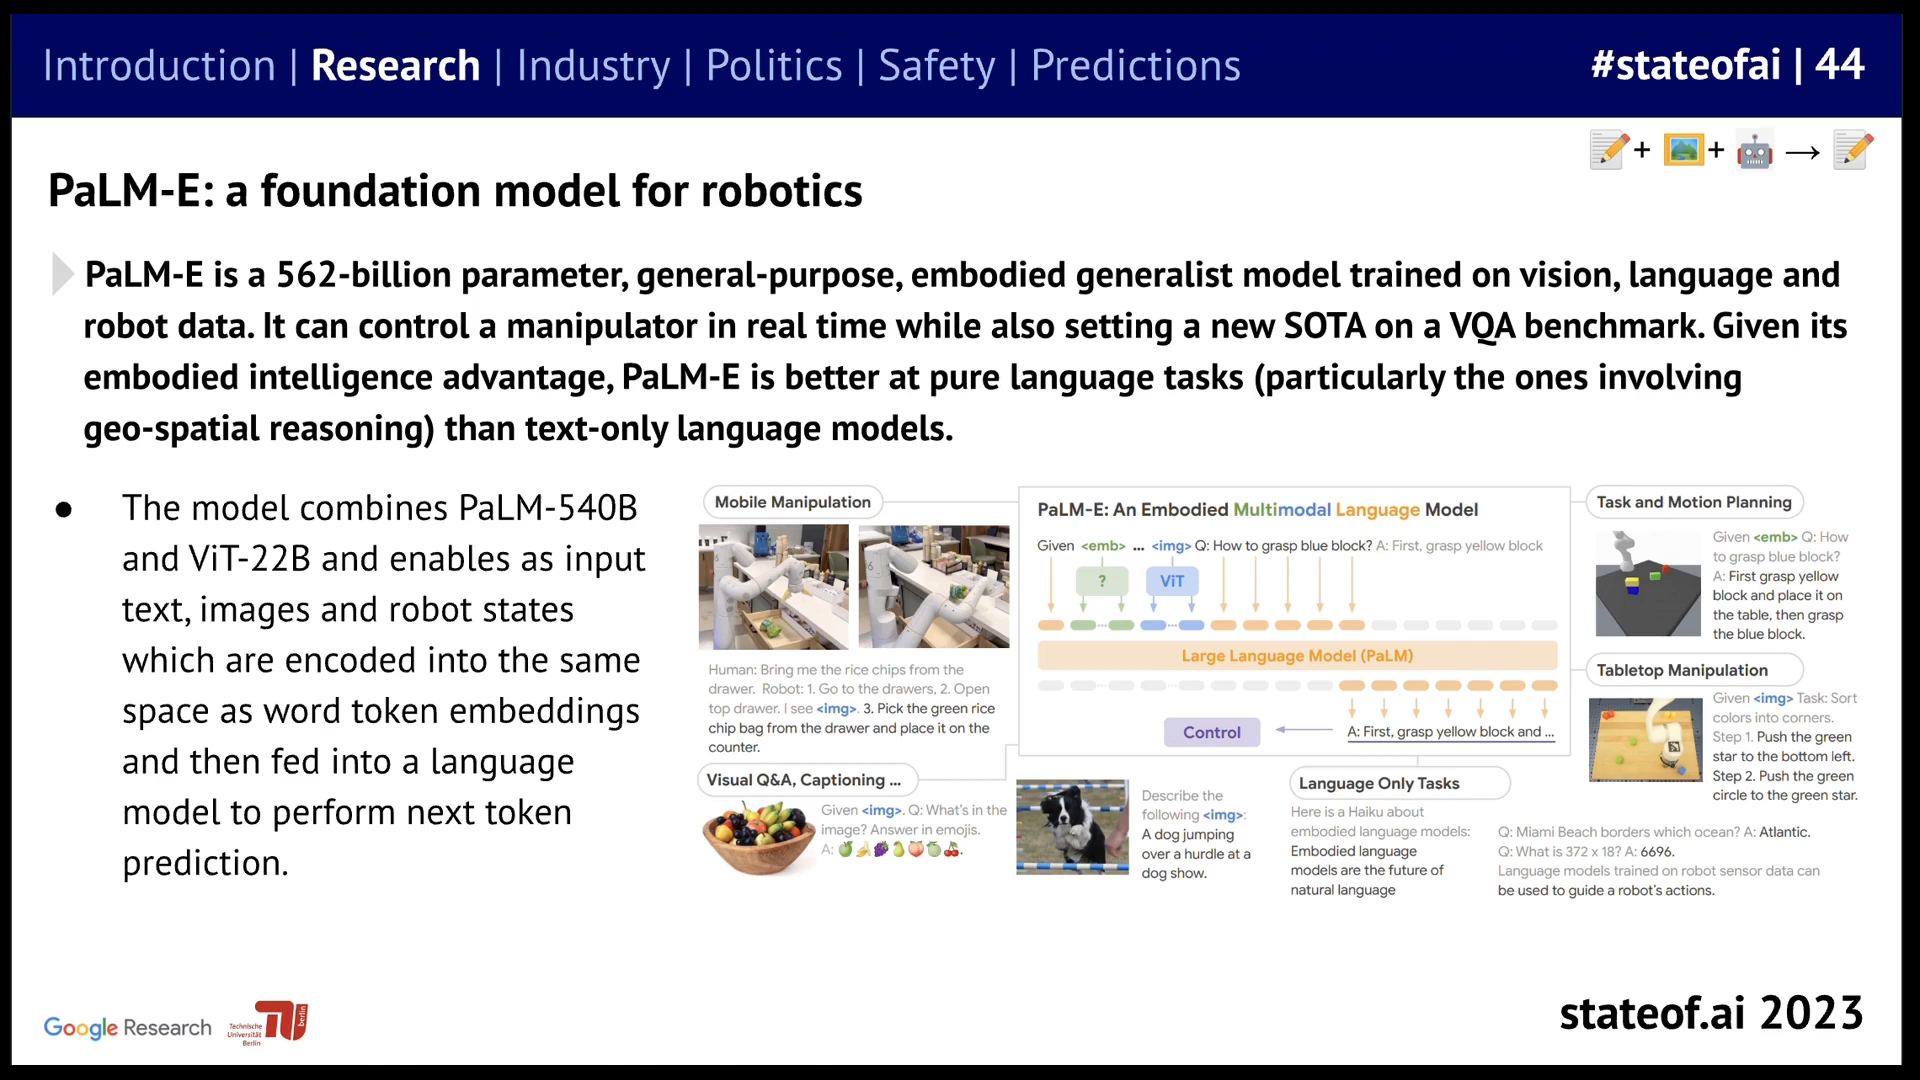 Introduction | Research | Industry | Politics | Safety | Predictions
#stateofai | 44
+ + →
PaLM-E: a foundation model for robotics
PaLM-E is a 562-billion parameter, general-purpose, embodied generalist model trained on vision, language and
robot data. It can control a manipulator in real time while also setting a new SOTA on a VQA benchmark. Given its
embodied intelligence advantage, PaLM-E is better at pure language tasks (particularly the ones involving
geo-spatial reasoning) than text-only language models.
● The model combines PaLM-540B
and ViT-22B and enables as input
text, images and robot states
which are encoded into the same
space as word token embeddings
and then fed into a language
model to perform next token
prediction.
Mobile Manipulation
Human: Bring me the rice chips from the
drawer. Robot: 1. Go to the drawers, 2. Open
top drawer. I see <img>. 3. Pick the green rice
chip bag from the drawer and place it on the
counter.
Visual Q&A, Captioning ...
Given <img>. Q: What's in the
image? Answer in emojis.
A: 🍏🍌🍇🍐🍑🍈🍒.
PaLM-E: An Embodied Multimodal Language Model
Given <emb> ... <img> Q: How to grasp blue block? A: First, grasp yellow block
?
ViT
Large Language Model (PaLM)
Control
A: First, grasp yellow block and ...
Describe the
following <img>:
A dog jumping
over a hurdle at a
dog show.
Language Only Tasks
Here is a Haiku about
embodied language models:
Embodied language
models are the future of
natural language
Q: Miami Beach borders which ocean? A: Atlantic.
Q: What is 372 x 18? A: 6696.
Language models trained on robot sensor data can
be used to guide a robot's actions.
Task and Motion Planning
Given <emb> Q: How
to grasp blue block?
A: First grasp yellow
block and place it on
the table, then grasp
the blue block.
Tabletop Manipulation
Given <img> Task: Sort
colors into corners.
Step 1. Push the green
star to the bottom left.
Step 2. Push the green
circle to the green star.
Google Research
Technische
Universität
Berlin
berlin
stateof.ai 2023